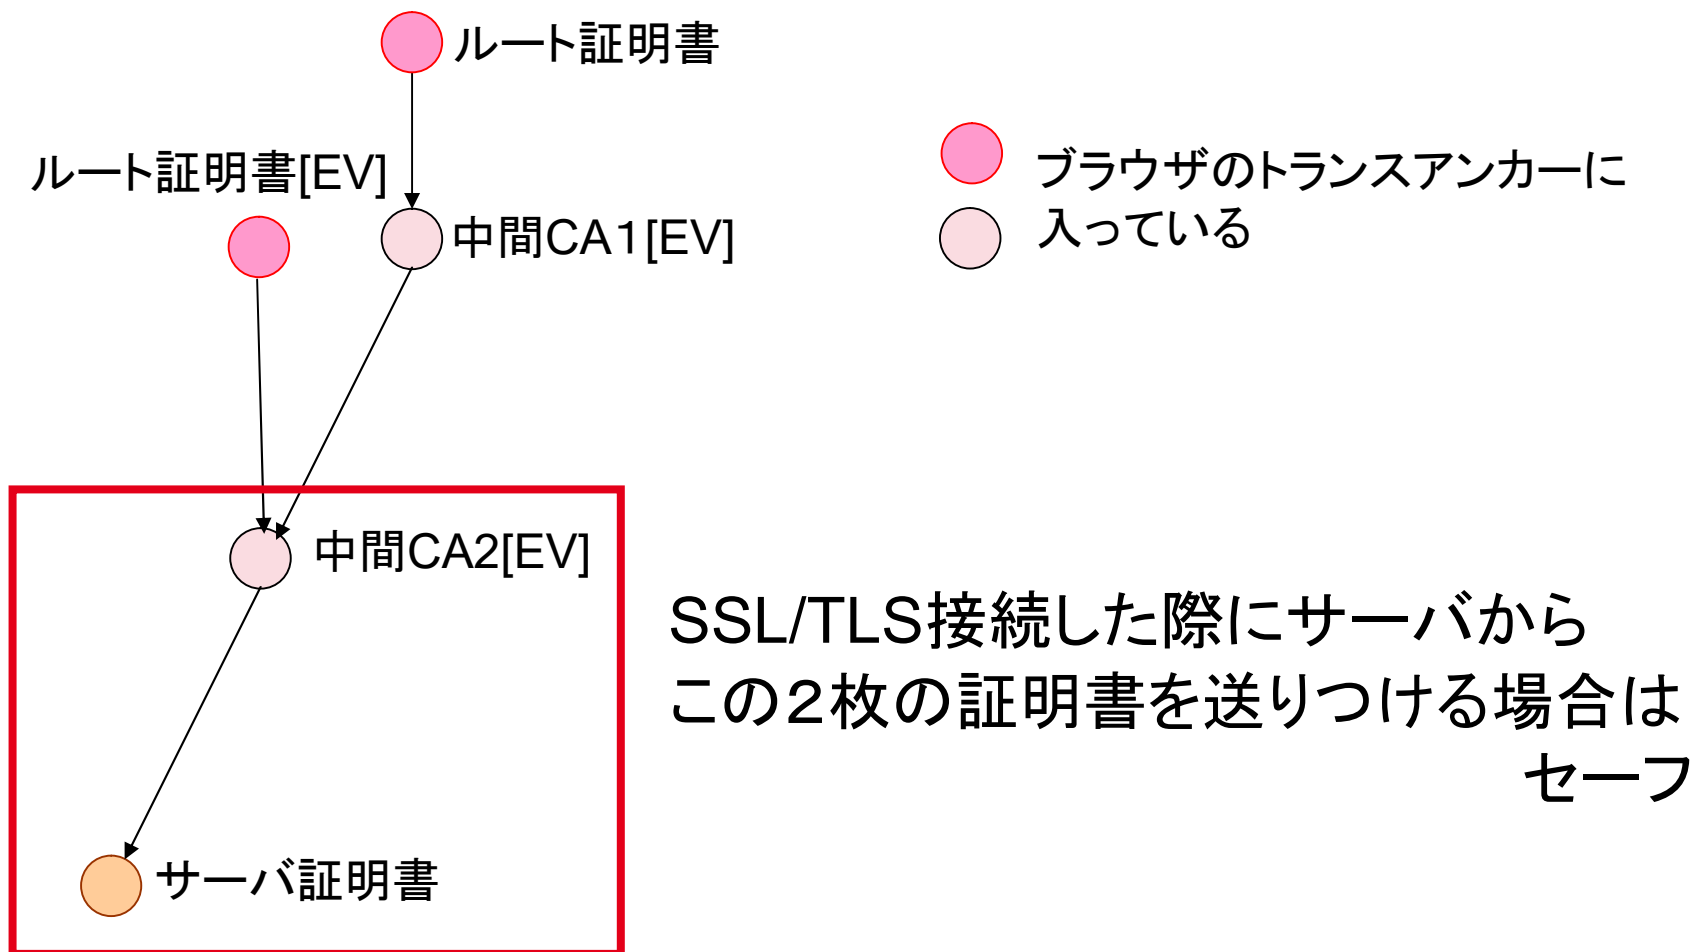 ルート証明書
ルート証明書[EV]
中間CA１[EV]
ブラウザのトランスアンカーに
入っている
中間CA2[EV]
SSL/TLS接続した際にサーバから
この２枚の証明書を送りつける場合は
セーフ
サーバ証明書